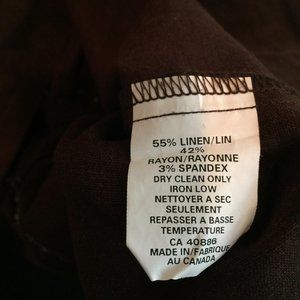 55% LINEN/LIN
42%
RAYON/RAYONNE
3% SPANDEX
DRY CLEAN ONLY
IRON LOW
NETTOYER A SEC
SEULEMENT
REPASSER A BASSE
TEMPERATURE
CA 40886
MADE IN/FABRIQUE
AU CANADA